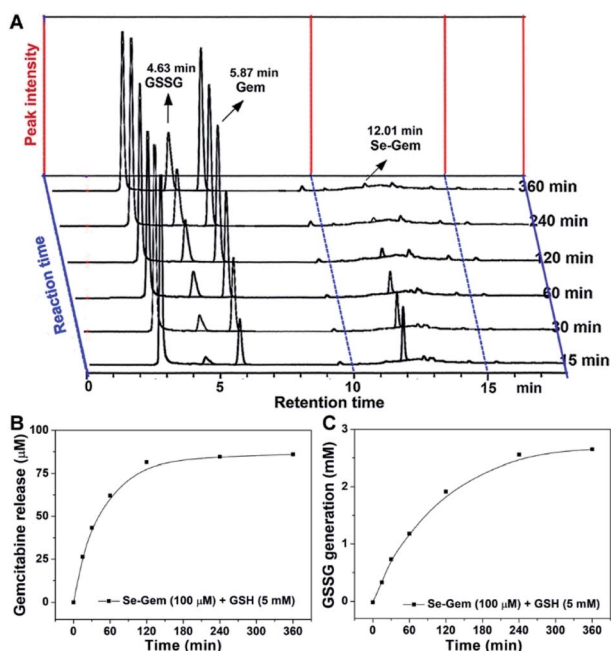 A
Peak intensity
4.63 min
GSSG
5.87 min
Gem
12.01 min
Se-Gem
360 min
240 min
120 min
60 min
30 min
15 min
Reaction time
0 5 10 15 min
Retention time
B
Gemcitabine release (μM)
100
75
50
25
0
Se-Gem (100 μM) + GSH (5 mM)
0 60 120 180 240 300 360
Time (min)
C
GSSG generation (mM)
3
2
1
0
Se-Gem (100 μM) + GSH (5 mM)
0 60 120 180 240 300 360
Time (min)